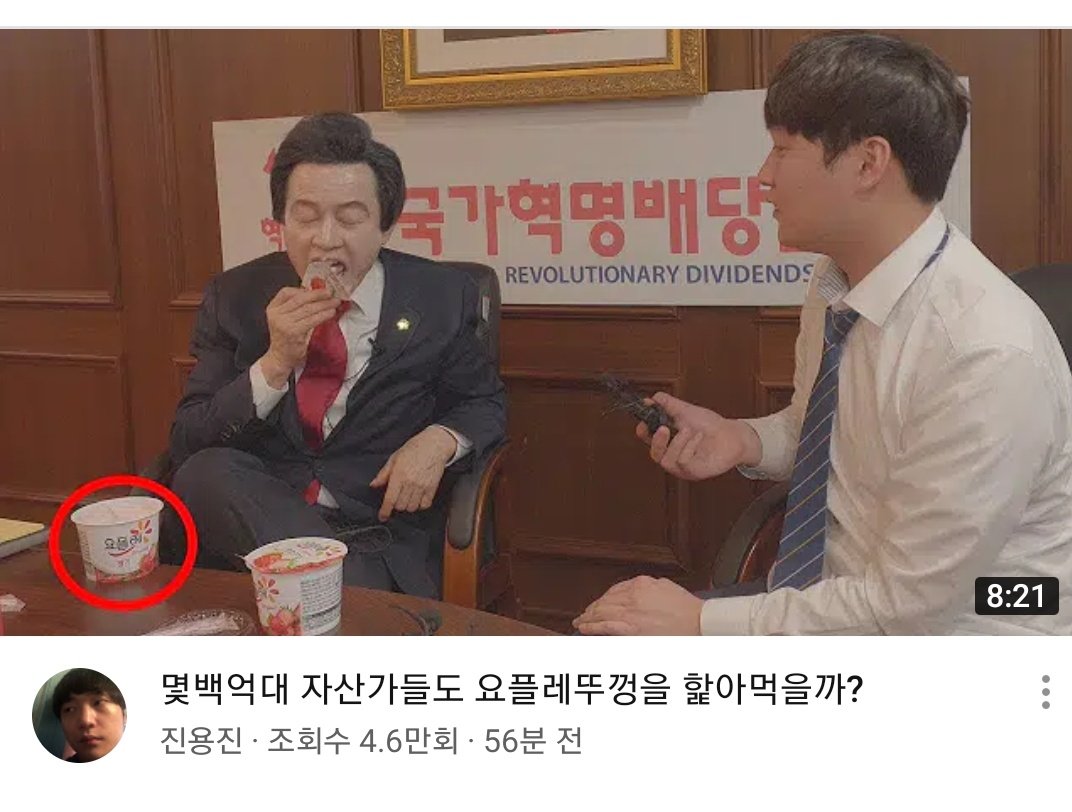 국가혁명배당
REVOLUTIONARY DIVIDENDS
요플레
딸기
8:21
몇백억대 자산가들도 요플레뚜껑을 핥아먹을까?
진용진 · 조회수 4.6만회 · 56분 전